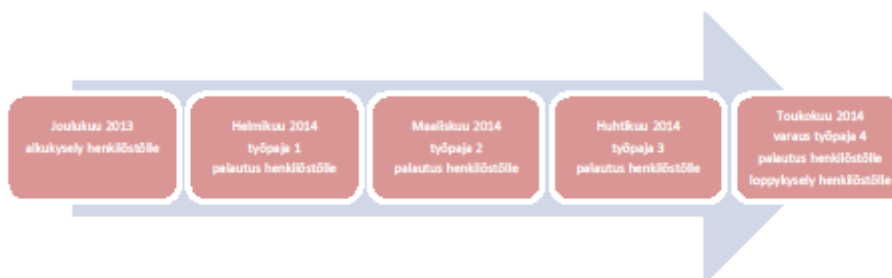 Joulukuu 2013
alkukysely henkilöstölle
Helmikuu 2014
työpaja 1
palautus henkilöstölle
Maaliskuu 2014
työpaja 2
palautus henkilöstölle
Huhtikuu 2014
työpaja 3
palautus henkilöstölle
Toukokuu 2014
varaus työpaja 4
palautus henkilöstölle
loppykysely henkilöstölle